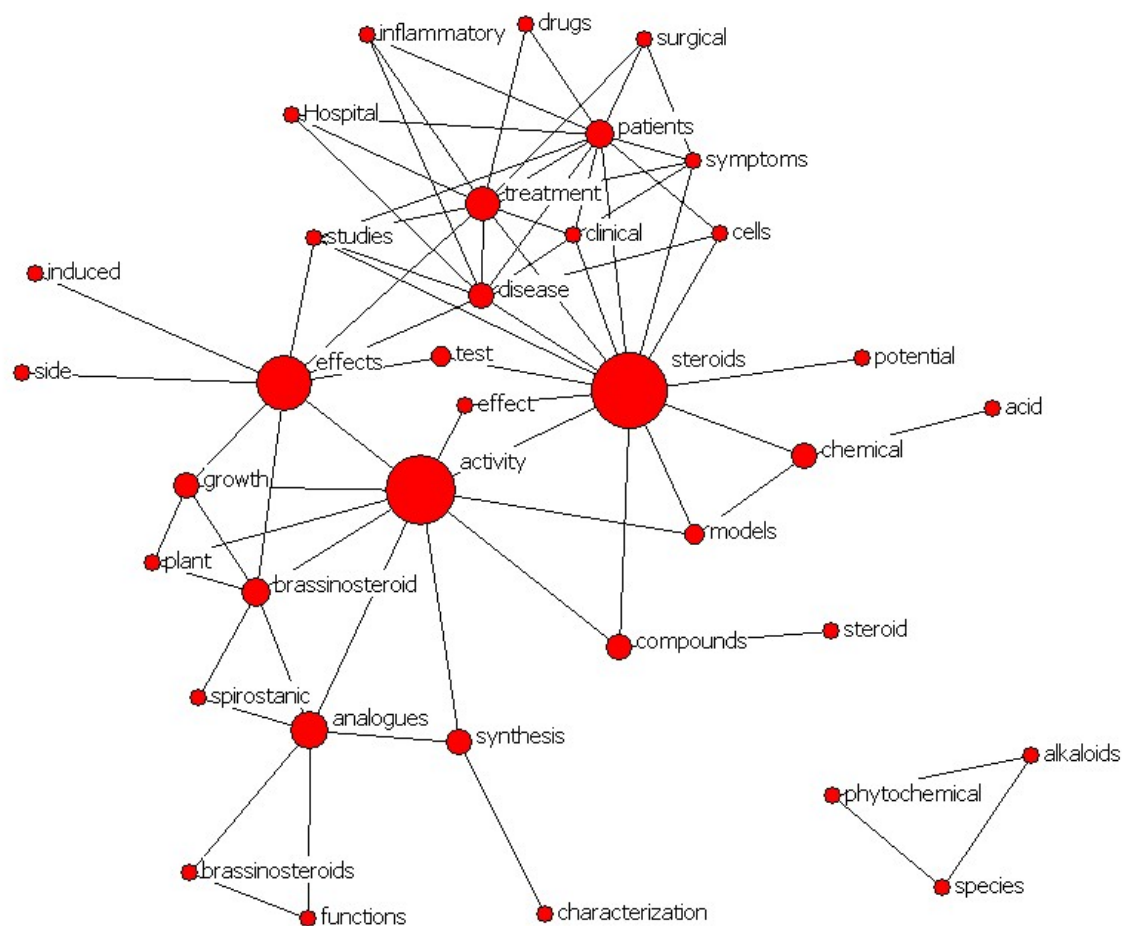 drugs
inflammatory
surgical
Hospital
patients
symptoms
treatment
studies
clinical
cells
induced
disease
effects
test
steroids
potential
side
effect
acid
activity
chemical
growth
models
plant
brassinosteroid
compounds
steroid
spirostanic
analogues
synthesis
alkaloids
phytochemical
brassinosteroids
species
functions
characterization